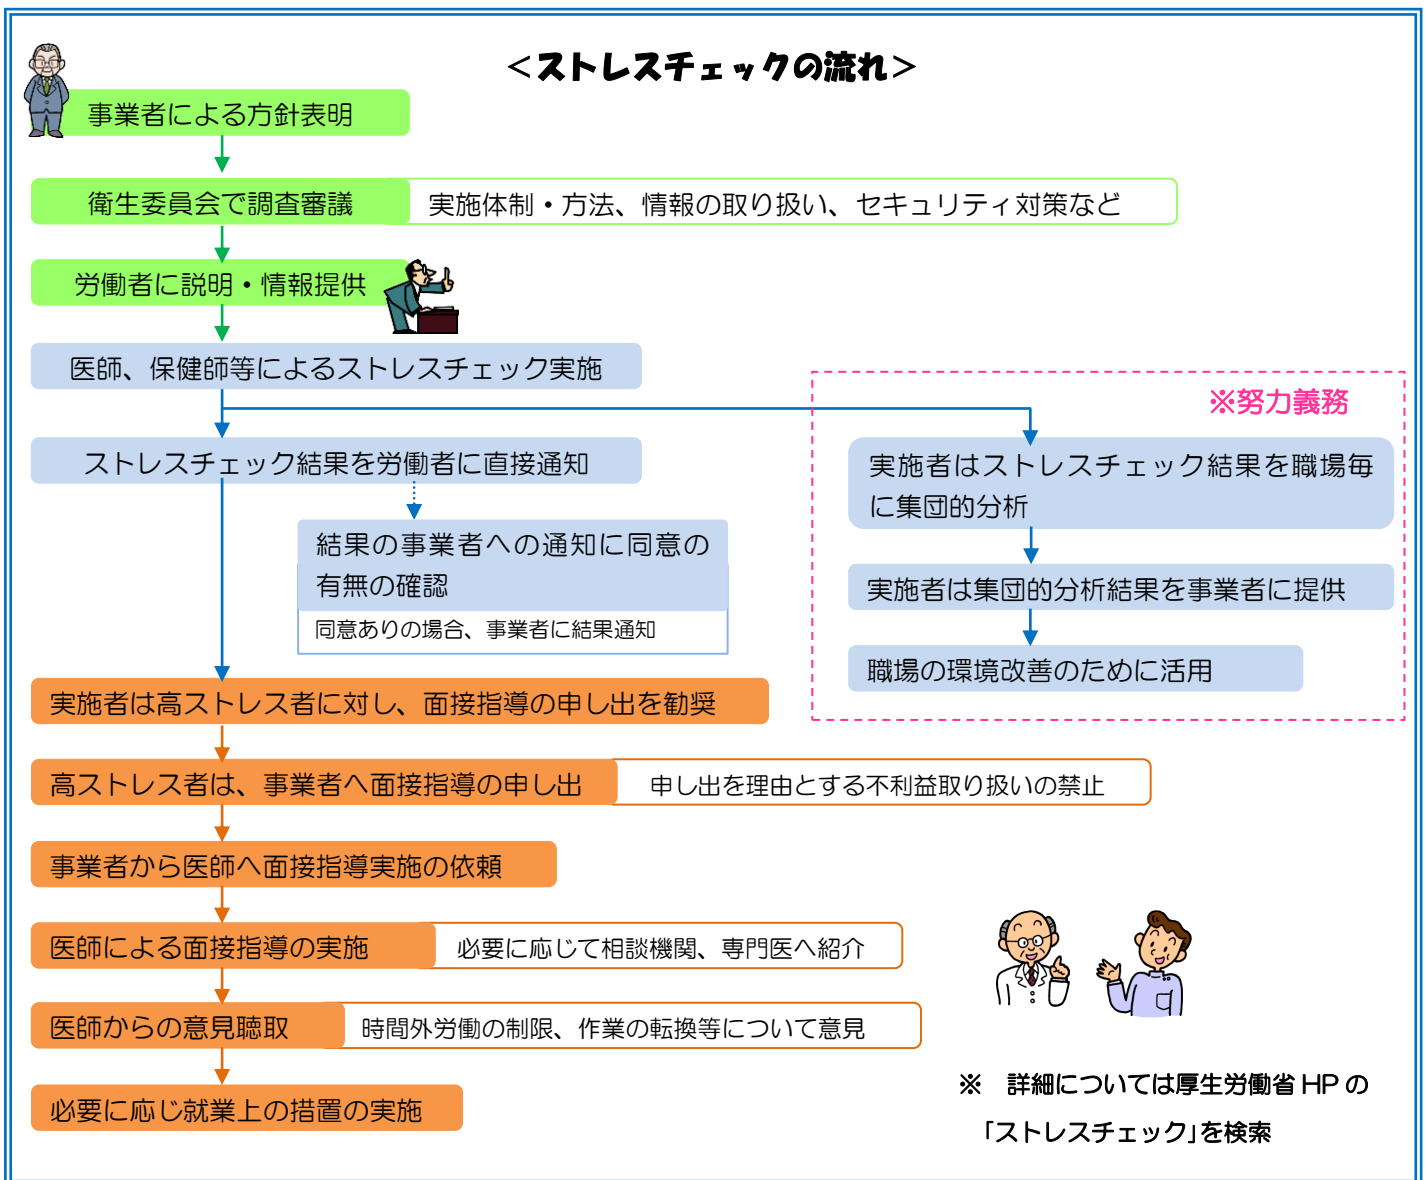 ＜ストレスチェックの流れ＞
事業者による方針表明
衛生委員会で調査審議
実施体制・方法、情報の取り扱い、セキュリティ対策など
労働者に説明・情報提供
医師、保健師等によるストレスチェック実施
ストレスチェック結果を労働者に直接通知
結果の事業者への通知に同意の
有無の確認
同意ありの場合、事業者に結果通知
※努力義務
実施者はストレスチェック結果を職場毎
に集団的分析
実施者は集団的分析結果を事業者に提供
職場の環境改善のために活用
実施者は高ストレス者に対し、面接指導の申し出を勧奨
高ストレス者は、事業者へ面接指導の申し出
申し出を理由とする不利益取り扱いの禁止
事業者から医師へ面接指導実施の依頼
医師による面接指導の実施
必要に応じて相談機関、専門医へ紹介
医師からの意見聴取
時間外労働の制限、作業の転換等について意見
必要に応じ就業上の措置の実施
※　詳細については厚生労働省 HP の
「ストレスチェック」を検索